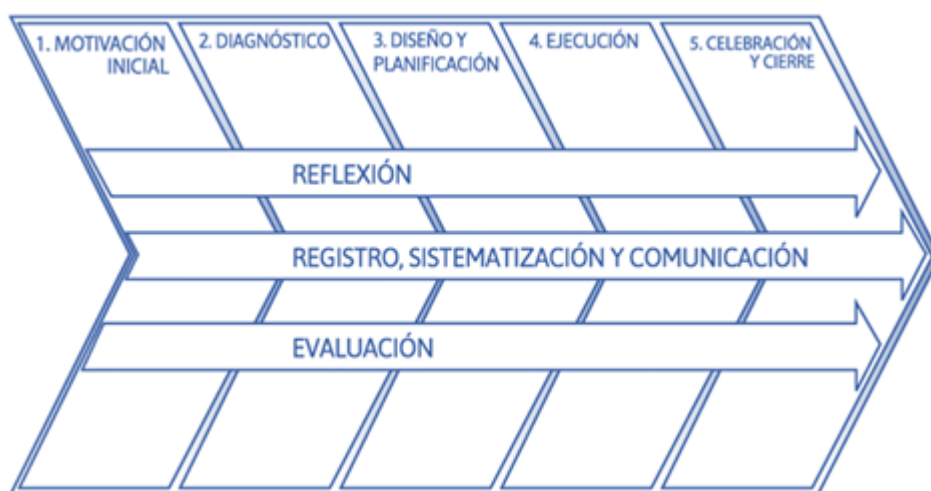 1. MOTIVACIÓN
INICIAL
2. DIAGNÓSTICO
3. DISEÑO Y
PLANIFICACIÓN
4. EJECUCIÓN
5. CELEBRACIÓN
Y CIERRE
REFLEXIÓN
REGISTRO, SISTEMATIZACIÓN Y COMUNICACIÓN
EVALUACIÓN